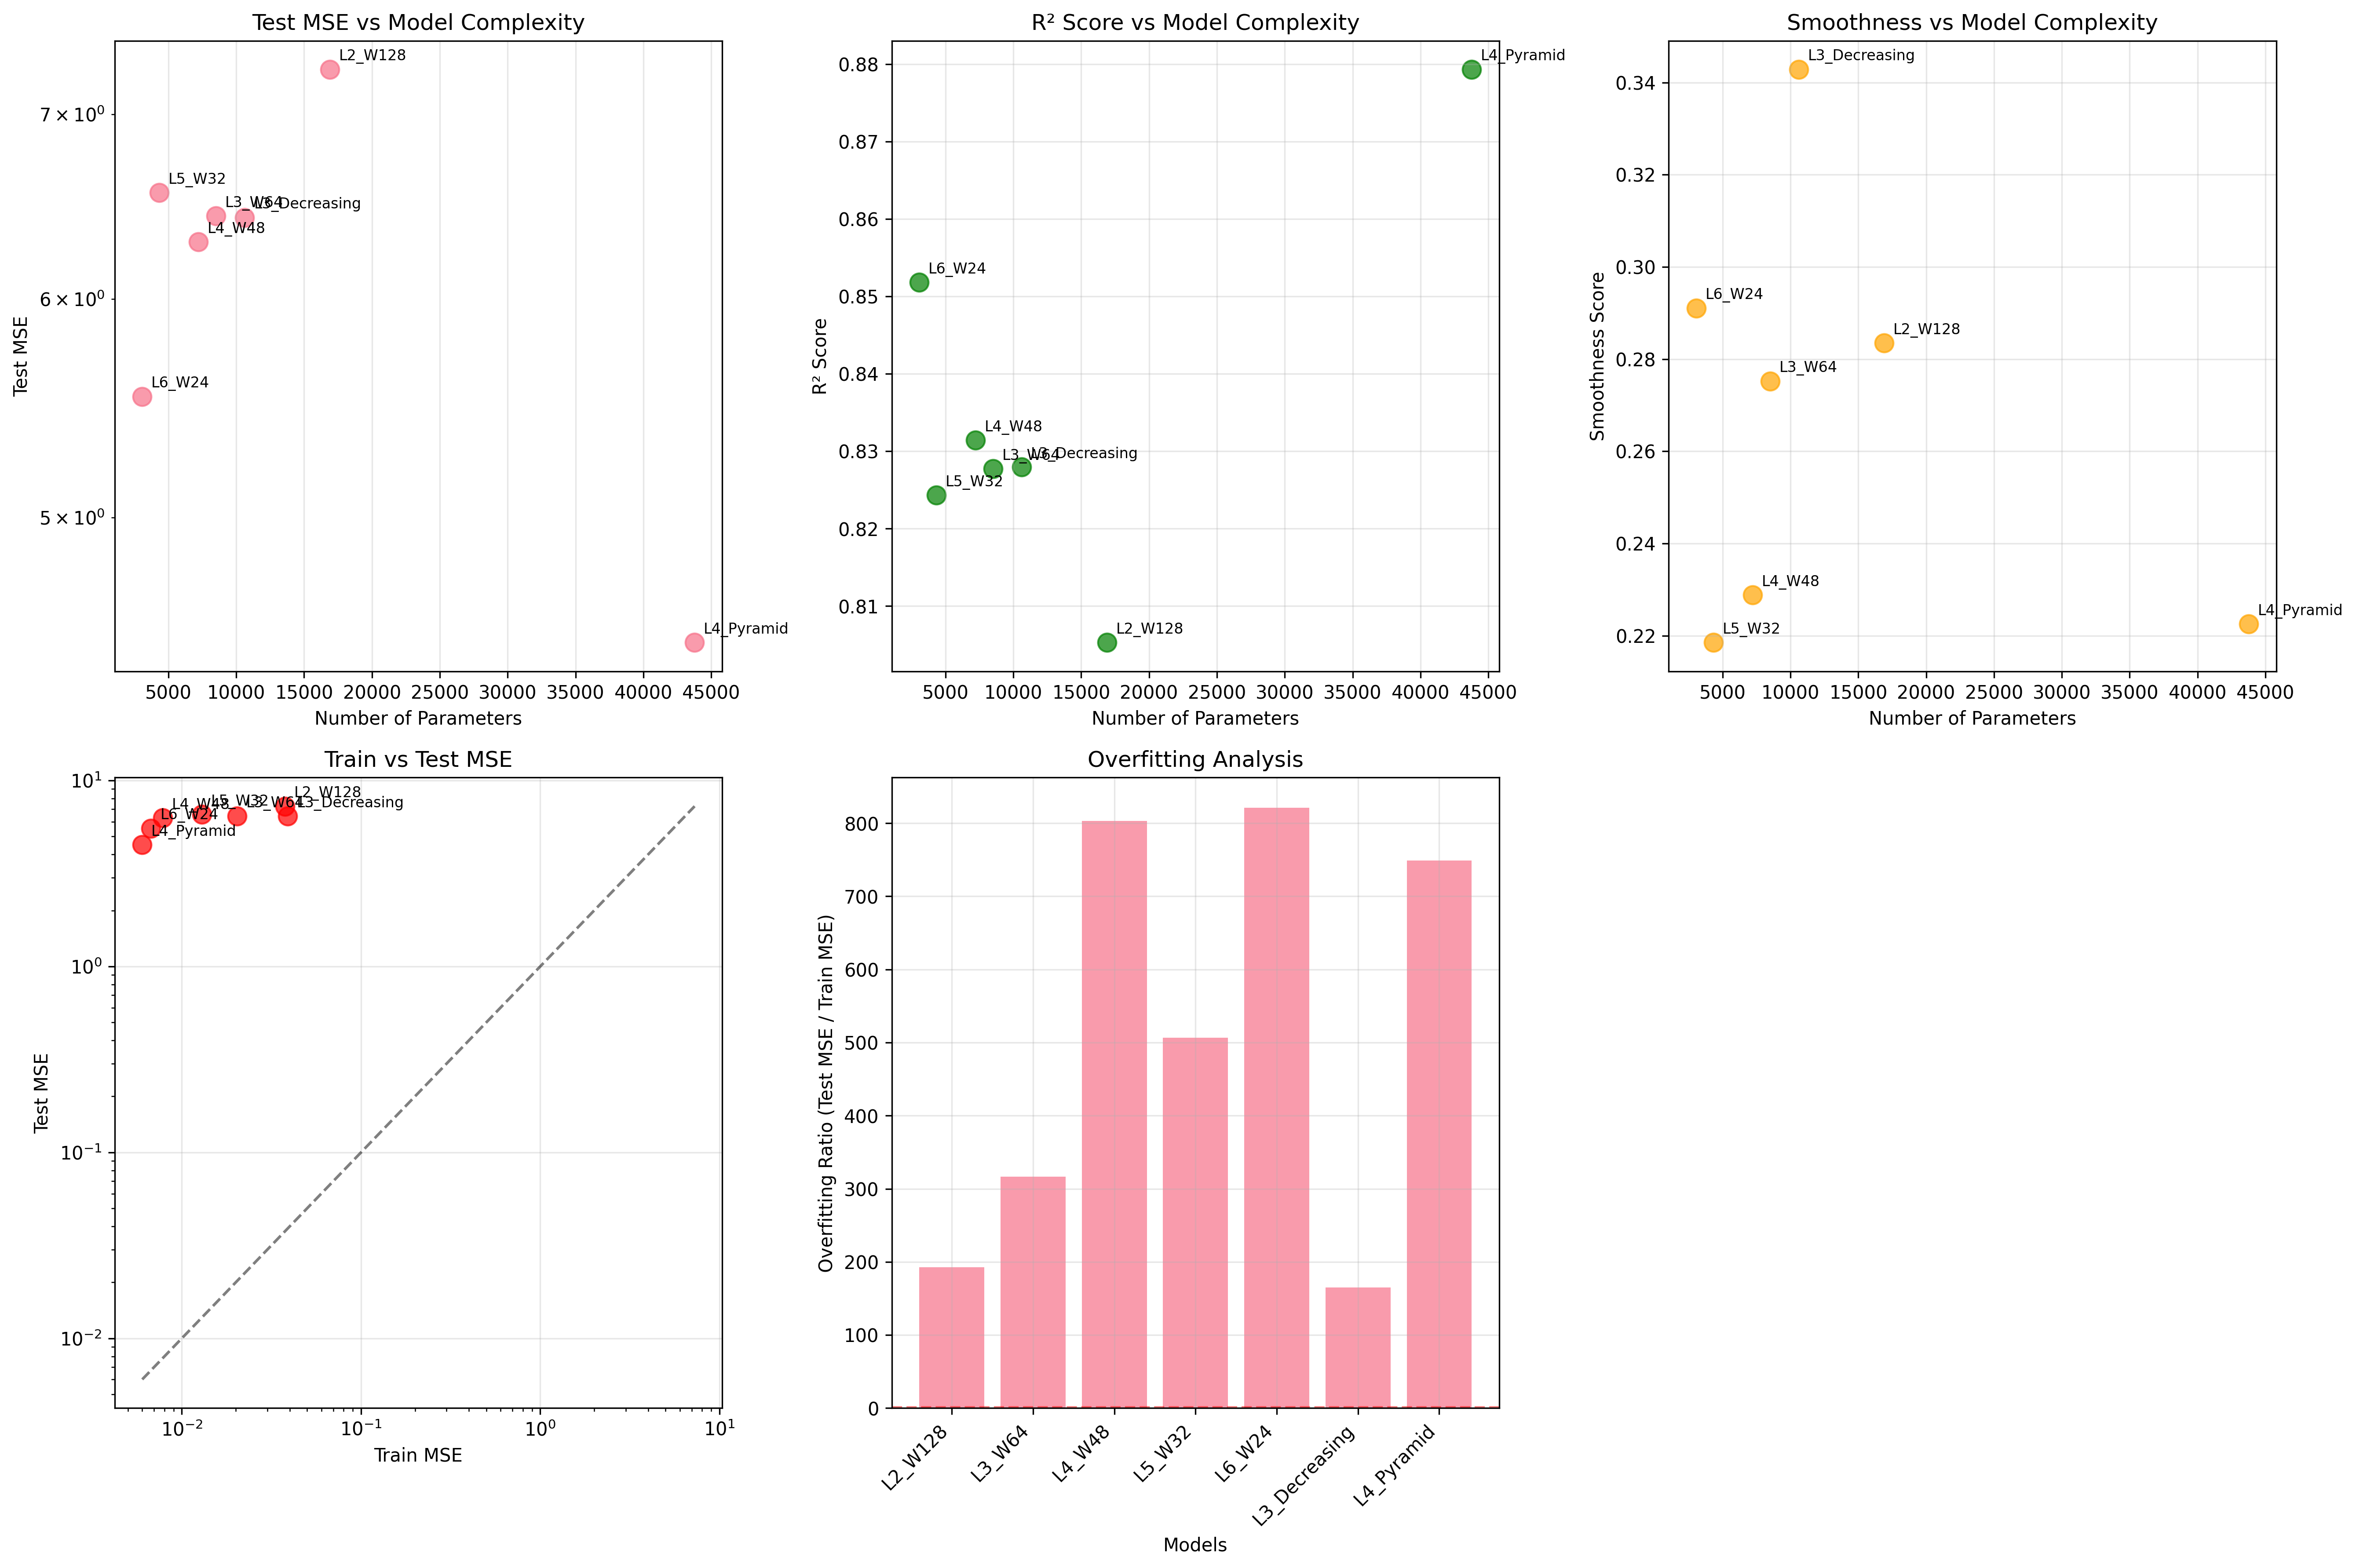 Test MSE vs Model Complexity
Test MSE
7 × 10⁰
6 × 10⁰
5 × 10⁰
L2_W128
L5_W32
L3_W64
L3_Decreasing
L4_W48
L6_W24
L4_Pyramid
5000 10000 15000 20000 25000 30000 35000 40000 45000
Number of Parameters
R² Score vs Model Complexity
R² Score
0.88
0.87
0.86
0.85
0.84
0.83
0.82
0.81
L4_Pyramid
L6_W24
L4_W48
L3_W64
L3_Decreasing
L5_W32
L2_W128
5000 10000 15000 20000 25000 30000 35000 40000 45000
Number of Parameters
Smoothness vs Model Complexity
Smoothness Score
0.34
0.32
0.30
0.28
0.26
0.24
0.22
L3_Decreasing
L6_W24
L2_W128
L3_W64
L4_W48
L4_Pyramid
L5_W32
5000 10000 15000 20000 25000 30000 35000 40000 45000
Number of Parameters
Train vs Test MSE
Test MSE
10¹
10⁰
10⁻¹
10⁻²
L2_W128
L4_W48
L5_W32
L3_W64
L3_Decreasing
L6_W24
L4_Pyramid
10⁻² 10⁻¹ 10⁰ 10¹
Train MSE
Overfitting Analysis
Overfitting Ratio (Test MSE / Train MSE)
800
700
600
500
400
300
200
100
0
L2_W128
L3_W64
L4_W48
L5_W32
L6_W24
L3_Decreasing
L4_Pyramid
Models